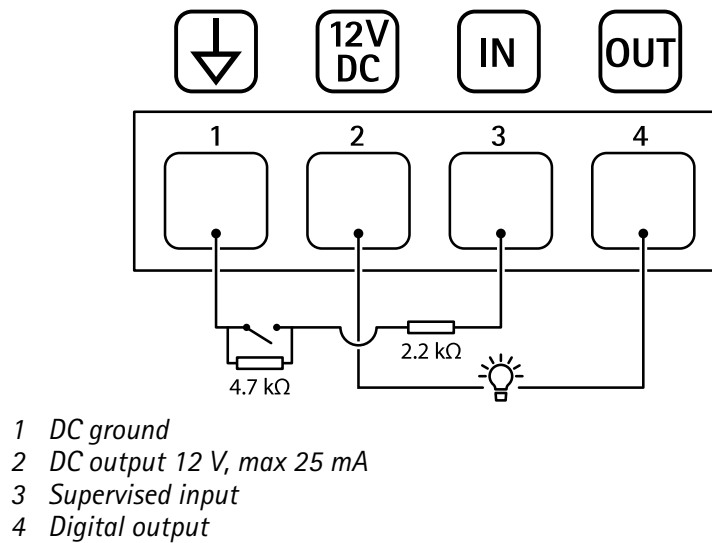 12V
DC
IN
OUT
1 2 3 4
2.2 kΩ
4.7 kΩ
1 DC ground
2 DC output 12 V, max 25 mA
3 Supervised input
4 Digital output